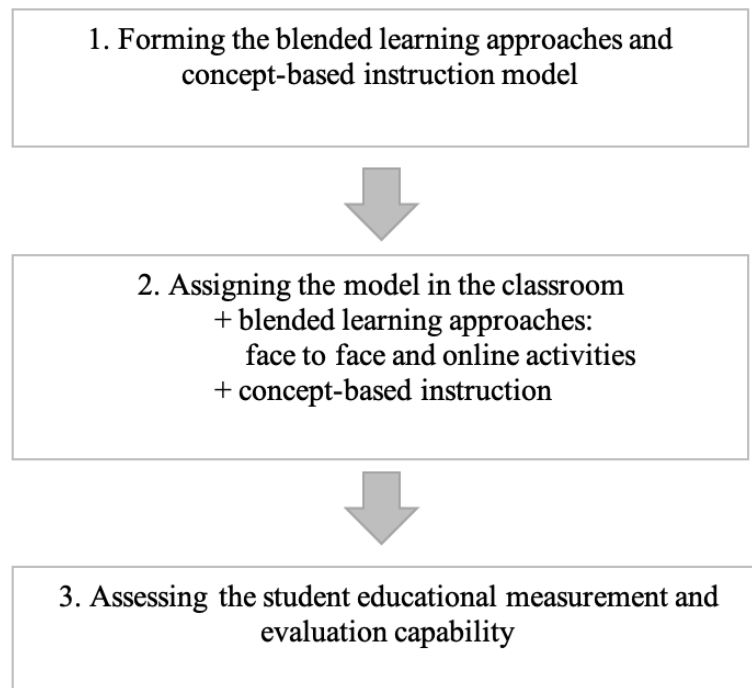 1. Forming the blended learning approaches and
concept-based instruction model
2. Assigning the model in the classroom
+ blended learning approaches:
face to face and online activities
+ concept-based instruction
3. Assessing the student educational measurement and
evaluation capability